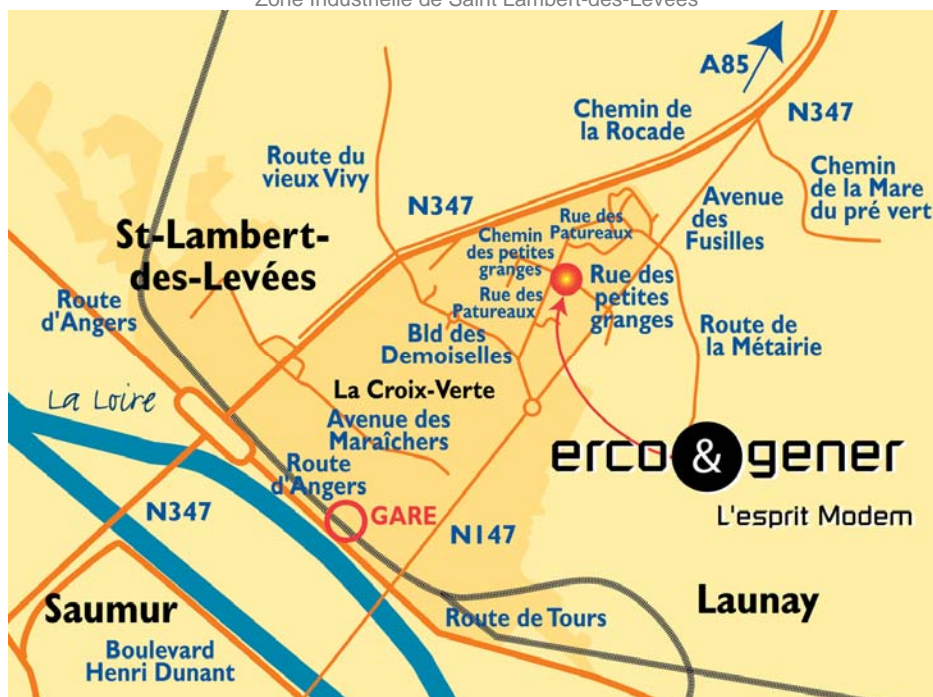 Zone Industrielle de Saint Lambert-des-Levées
A85
N347
Chemin de
la Rocade
Route du
vieux Vivy
Chemin
de la Mare
du pré vert
N347
Avenue
des
Fusilles
Rue des
Patureaux
Chemin
des petites
granges
St-Lambert-
des-Levées
Rue des
petites
granges
Rue des
Patureaux
Route
d'Angers
Bld des
Demoiselles
Route de
la Métairie
La Croix-Verte
La Loire
Avenue des
Maraîchers
erco & gener
L'esprit Modem
Route
d'Angers
N347
GARE
N147
Saumur
Launay
Route de Tours
Boulevard
Henri Dunant